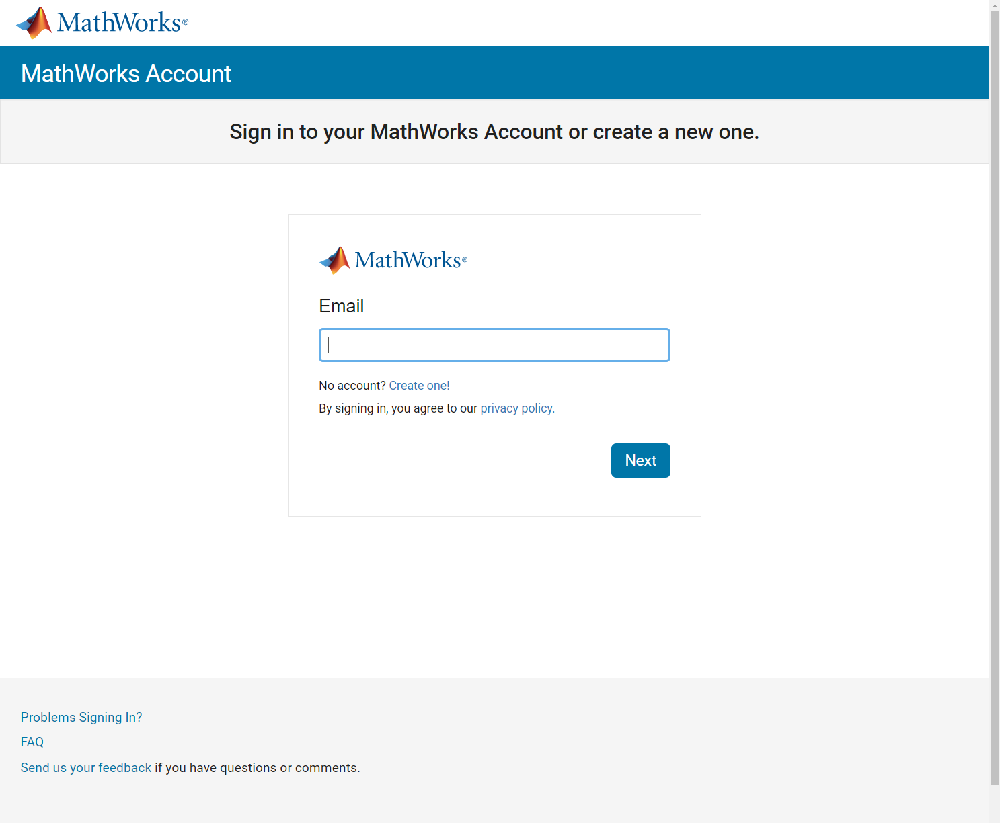 MathWorks®
MathWorks Account
Sign in to your MathWorks Account or create a new one.
MathWorks®
Email
No account? Create one!
By signing in, you agree to our privacy policy.
Next
Problems Signing In?
FAQ
Send us your feedback if you have questions or comments.